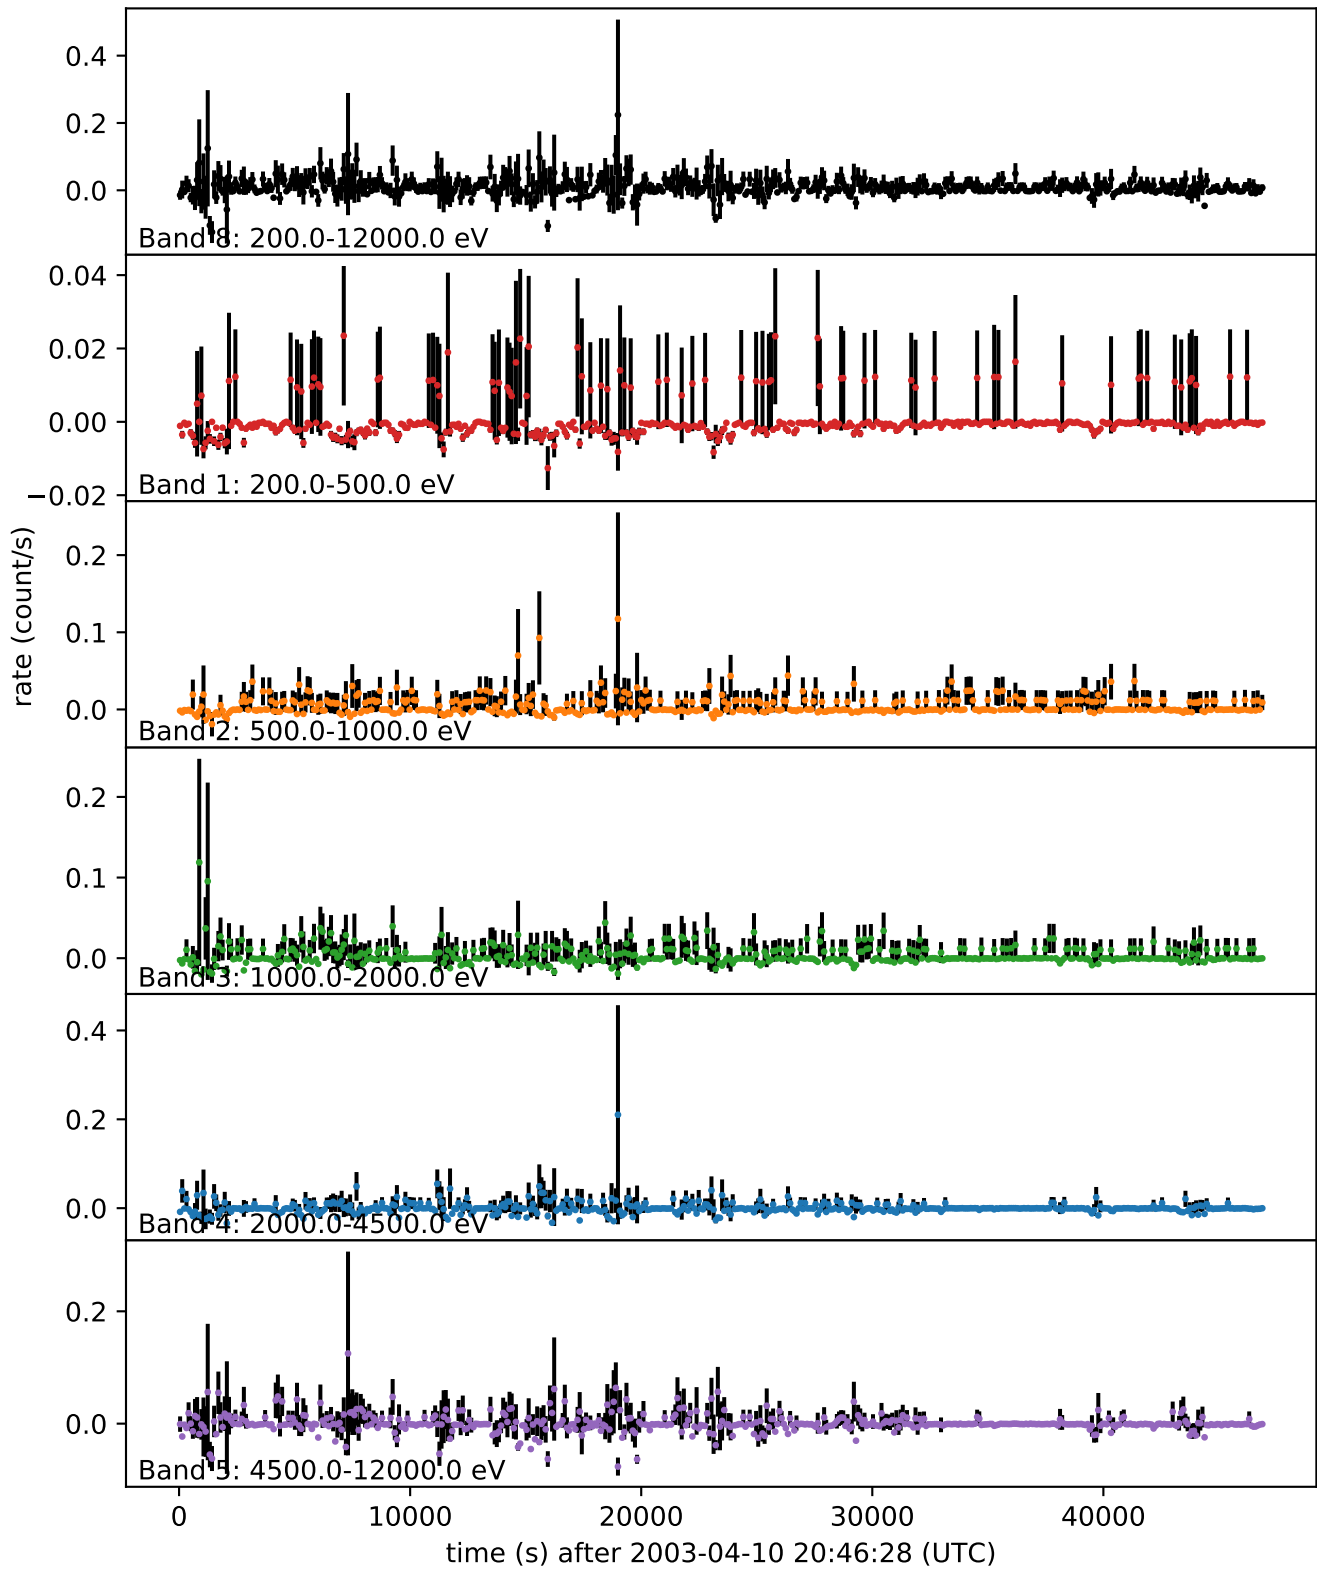 0.4
0.2
0.0
Band 8: 200.0-12000.0 eV
0.04
0.02
0.00
−0.02
Band 1: 200.0-500.0 eV
rate (count/s)
0.2
0.1
0.0
Band 2: 500.0-1000.0 eV
0.2
0.1
0.0
Band 3: 1000.0-2000.0 eV
0.4
0.2
0.0
Band 4: 2000.0-4500.0 eV
0.2
0.0
Band 5: 4500.0-12000.0 eV
0 10000 20000 30000 40000
time (s) after 2003-04-10 20:46:28 (UTC)